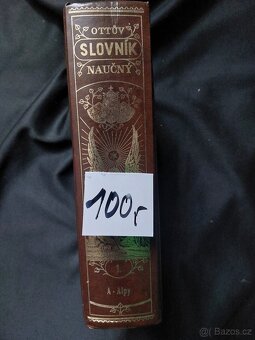 OTTŮV
SLOVNÍK
NAUČNÝ
100,-
1.
A - Alpy
Bazos.cz